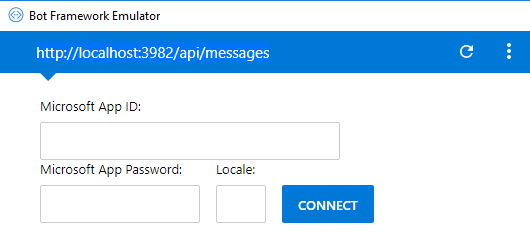 Bot Framework Emulator
http://localhost:3982/api/messages
Microsoft App ID:
Microsoft App Password: Locale:
CONNECT